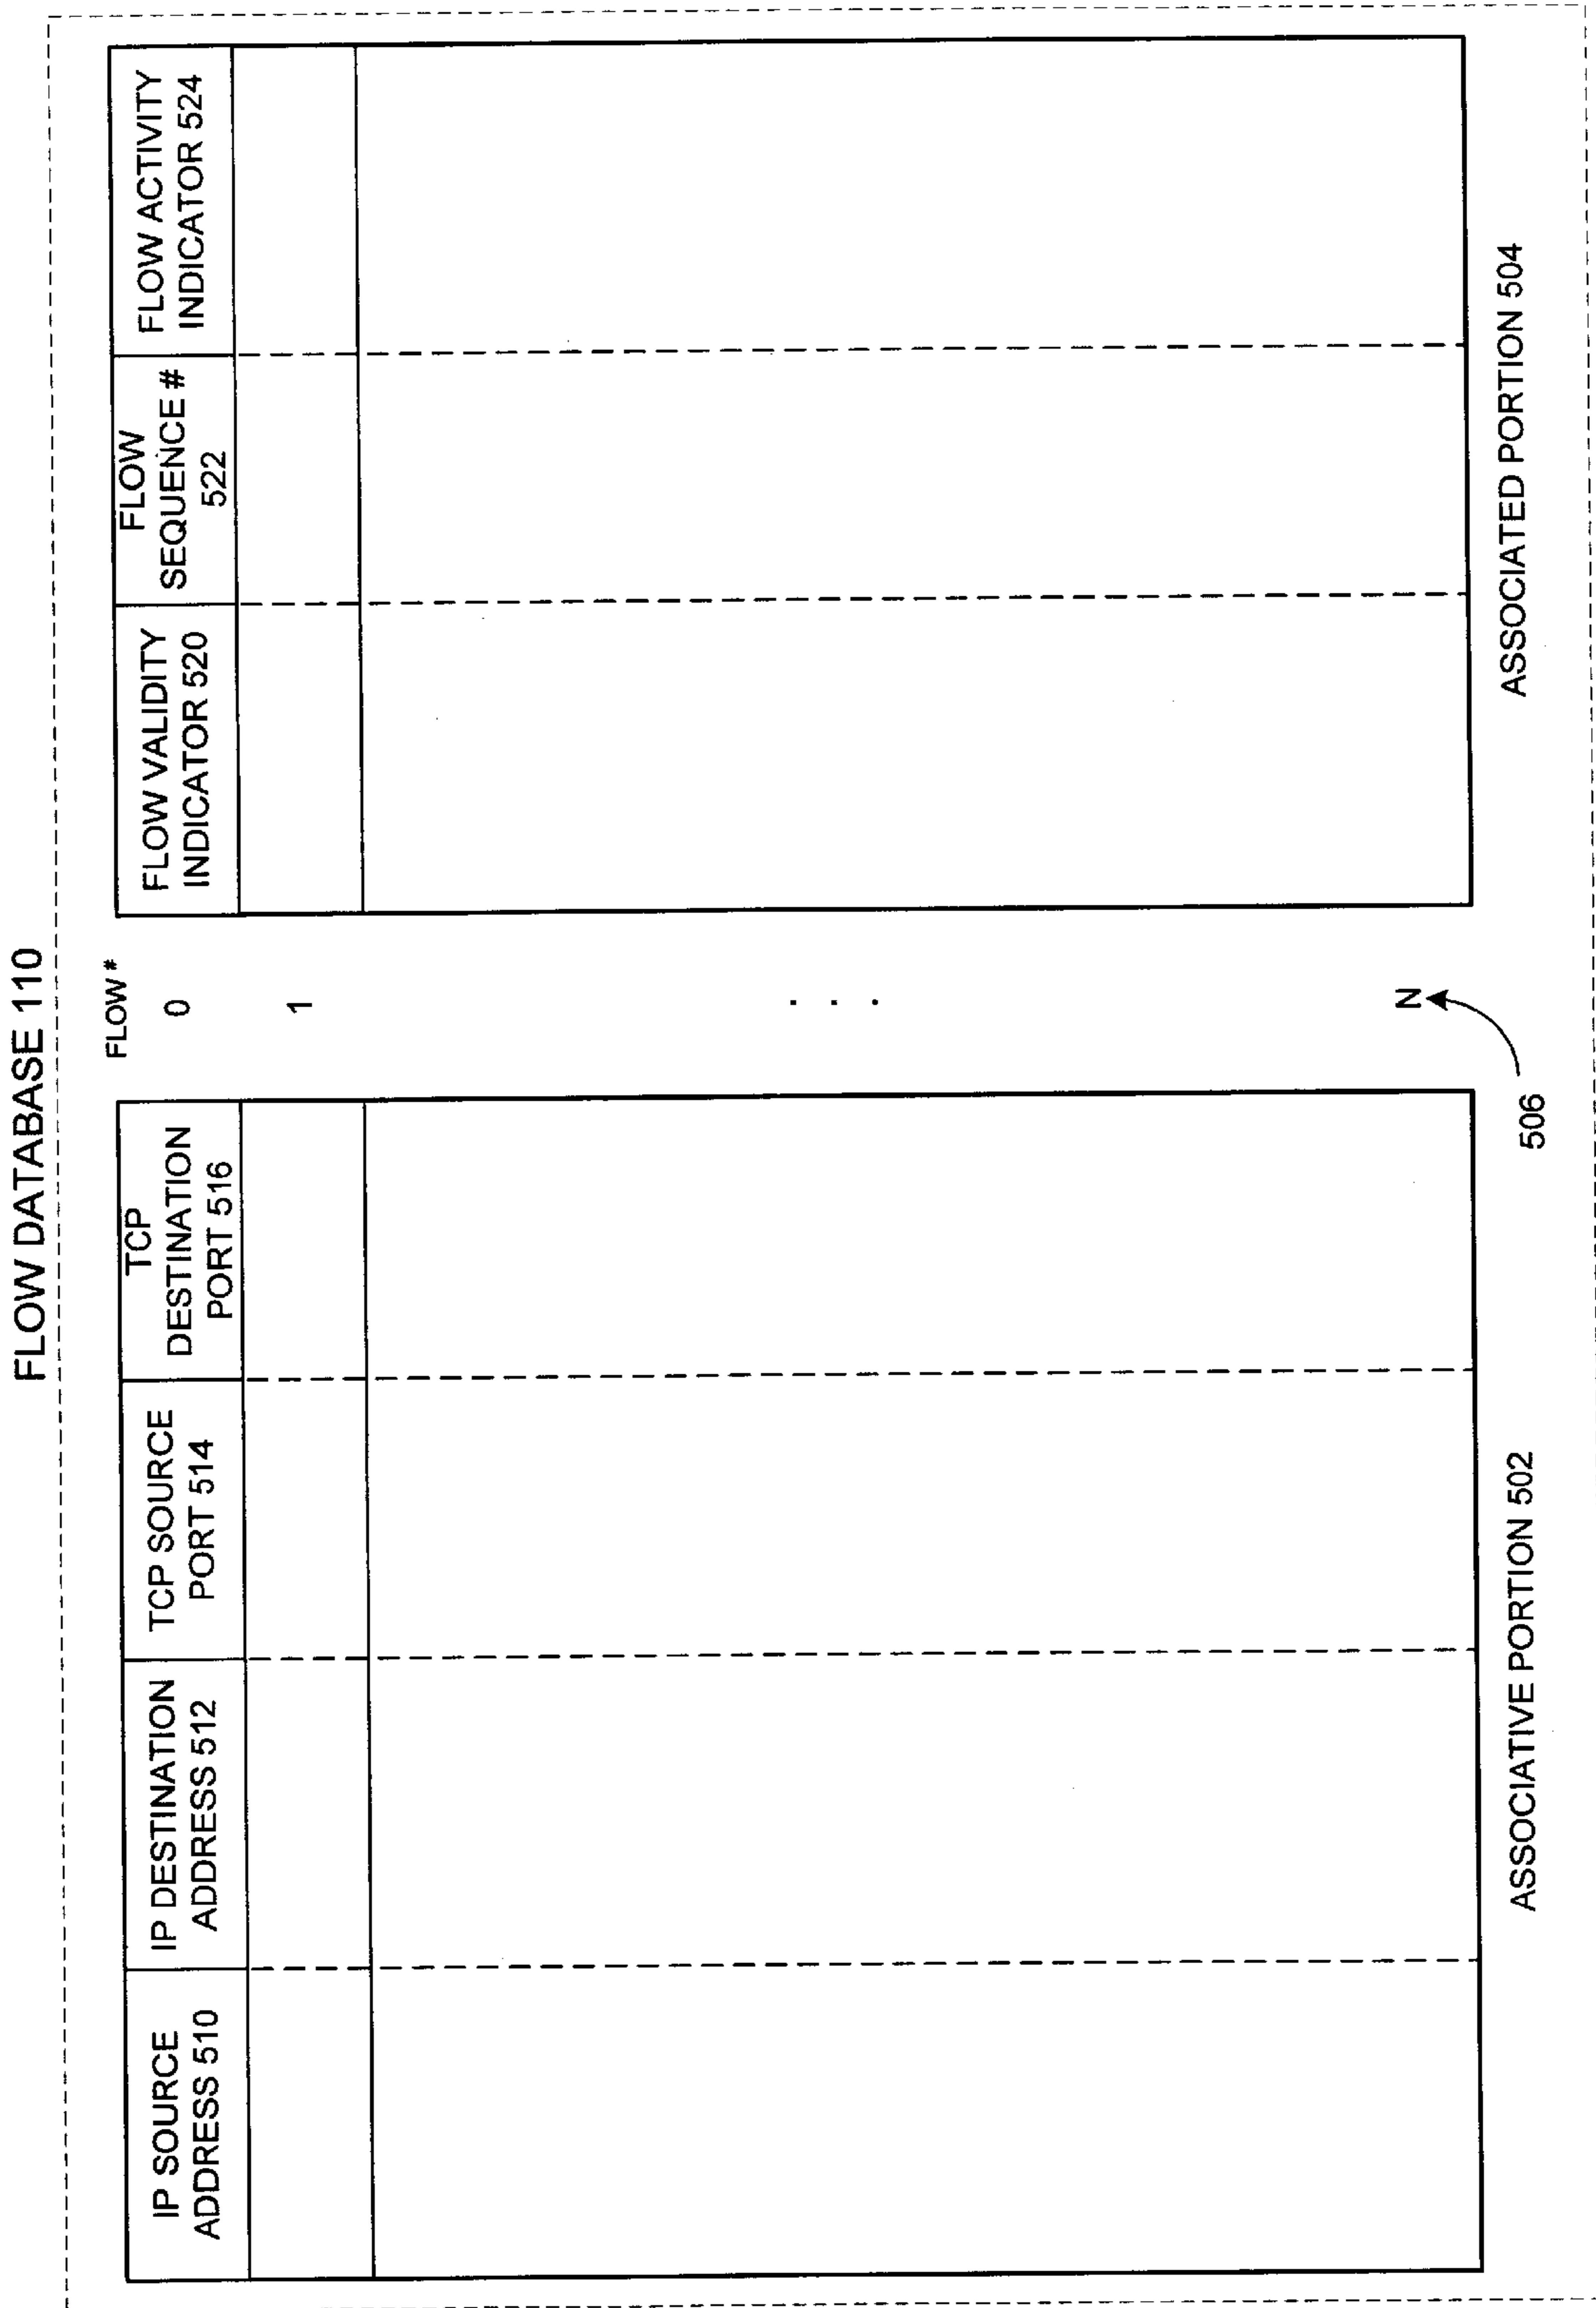 FLOW DATABASE 110
IP SOURCE
ADDRESS 510
IP DESTINATION
ADDRESS 512
TCP SOURCE
PORT 514
TCP
DESTINATION
PORT 516
FLOW #
0
1
. . .
N
506
FLOW VALIDITY
INDICATOR 520
FLOW
SEQUENCE #
522
FLOW ACTIVITY
INDICATOR 524
ASSOCIATIVE PORTION 502
ASSOCIATED PORTION 504